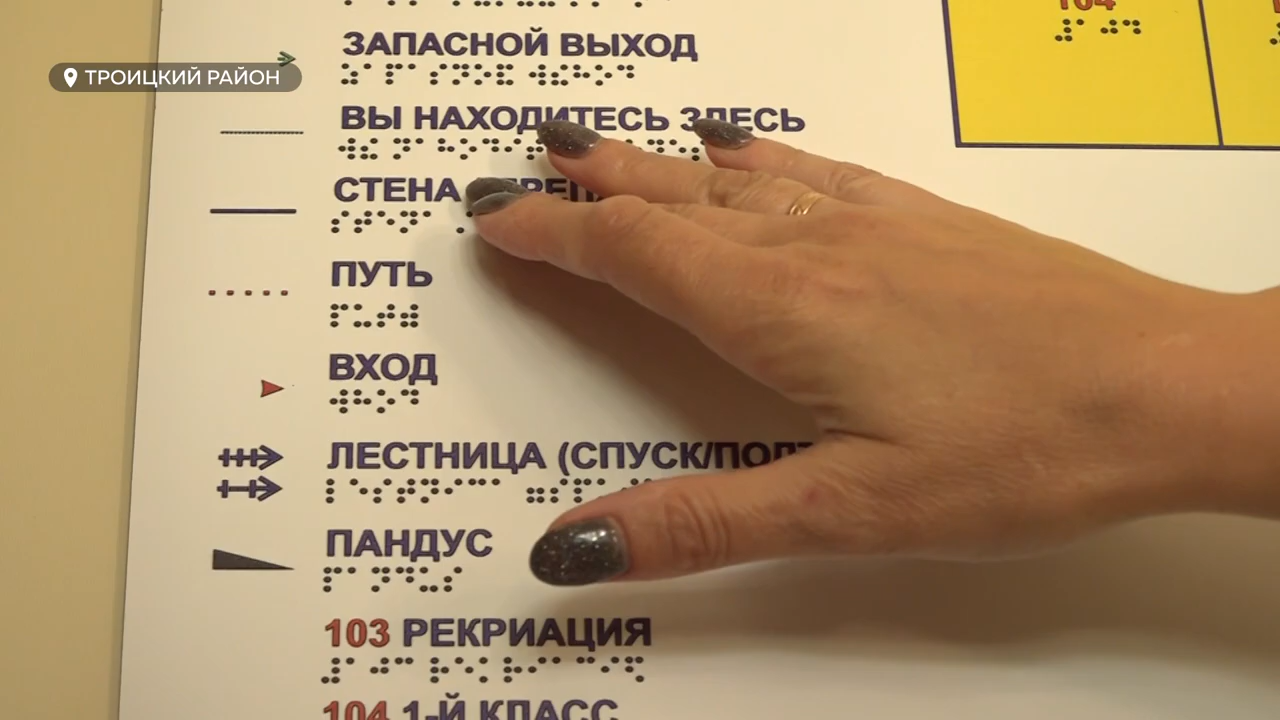 104
ЗАПАСНОЙ ВЫХОД
ТРОИЦКИЙ РАЙОН
ВЫ НАХОДИТЕСЬ ЗДЕСЬ
СТЕНА
ПУТЬ
ВХОД
ЛЕСТНИЦА (СПУСК/
ПАНДУС
103 РЕКРИАЦИЯ
104 1-Й КЛАСС